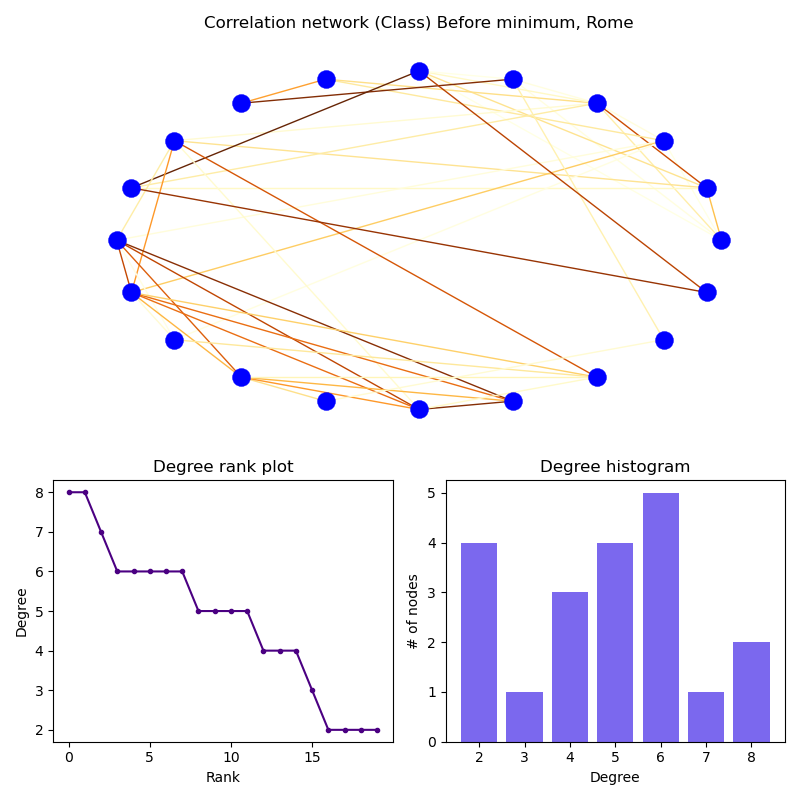 Correlation network (Class) Before minimum, Rome
Degree rank plot
8
7
6
5
4
3
2
Degree
0 5 10 15
Rank
Degree histogram
5
4
3
2
1
0
# of nodes
2 3 4 5 6 7 8
Degree